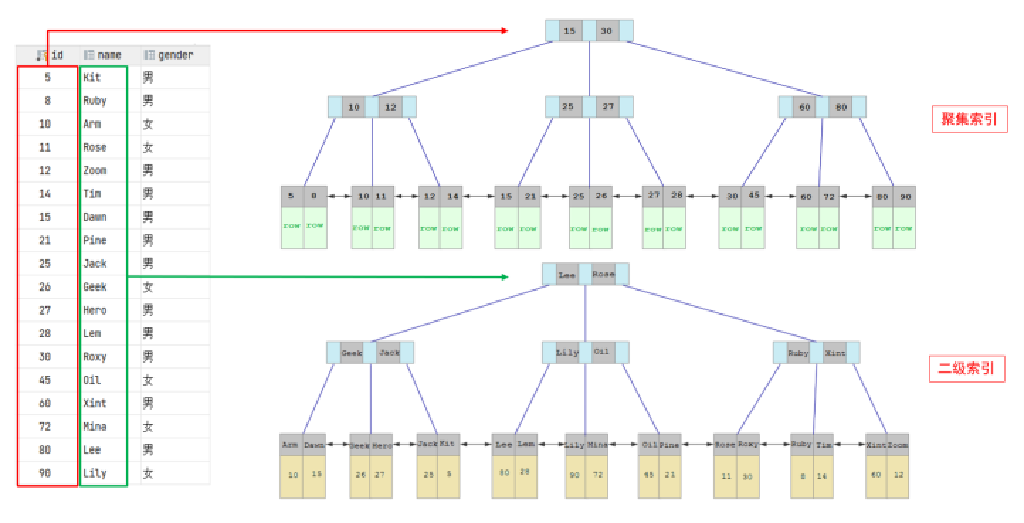 id name gender
5 Kit 男
8 Ruby 男
10 Arm 女
11 Rose 女
12 Zoom 男
14 Tim 男
15 Dawn 男
21 Pine 男
25 Jack 男
26 Geek 女
27 Hero 男
28 Lem 男
30 Roxy 男
45 Oil 女
60 Xint 男
72 Mina 女
80 Lee 男
90 Lily 女
15 30
10 12 25 27 60 80
聚集索引
5 8 10 11 12 14 15 21 25 26 27 28 30 45 60 72 80 90
row row row row row row row row row row row row row row row row row row
Lee Rose
Geek Jack Lily Oil Ruby Xint
二级索引
Arm Dawn Geek Hero Jack Kit Lee Lem Lily Mina Oil Pine Rose Roxy Ruby Tim Xint Zoom
10 15 26 27 25 5 80 28 90 72 45 21 11 30 8 14 60 12